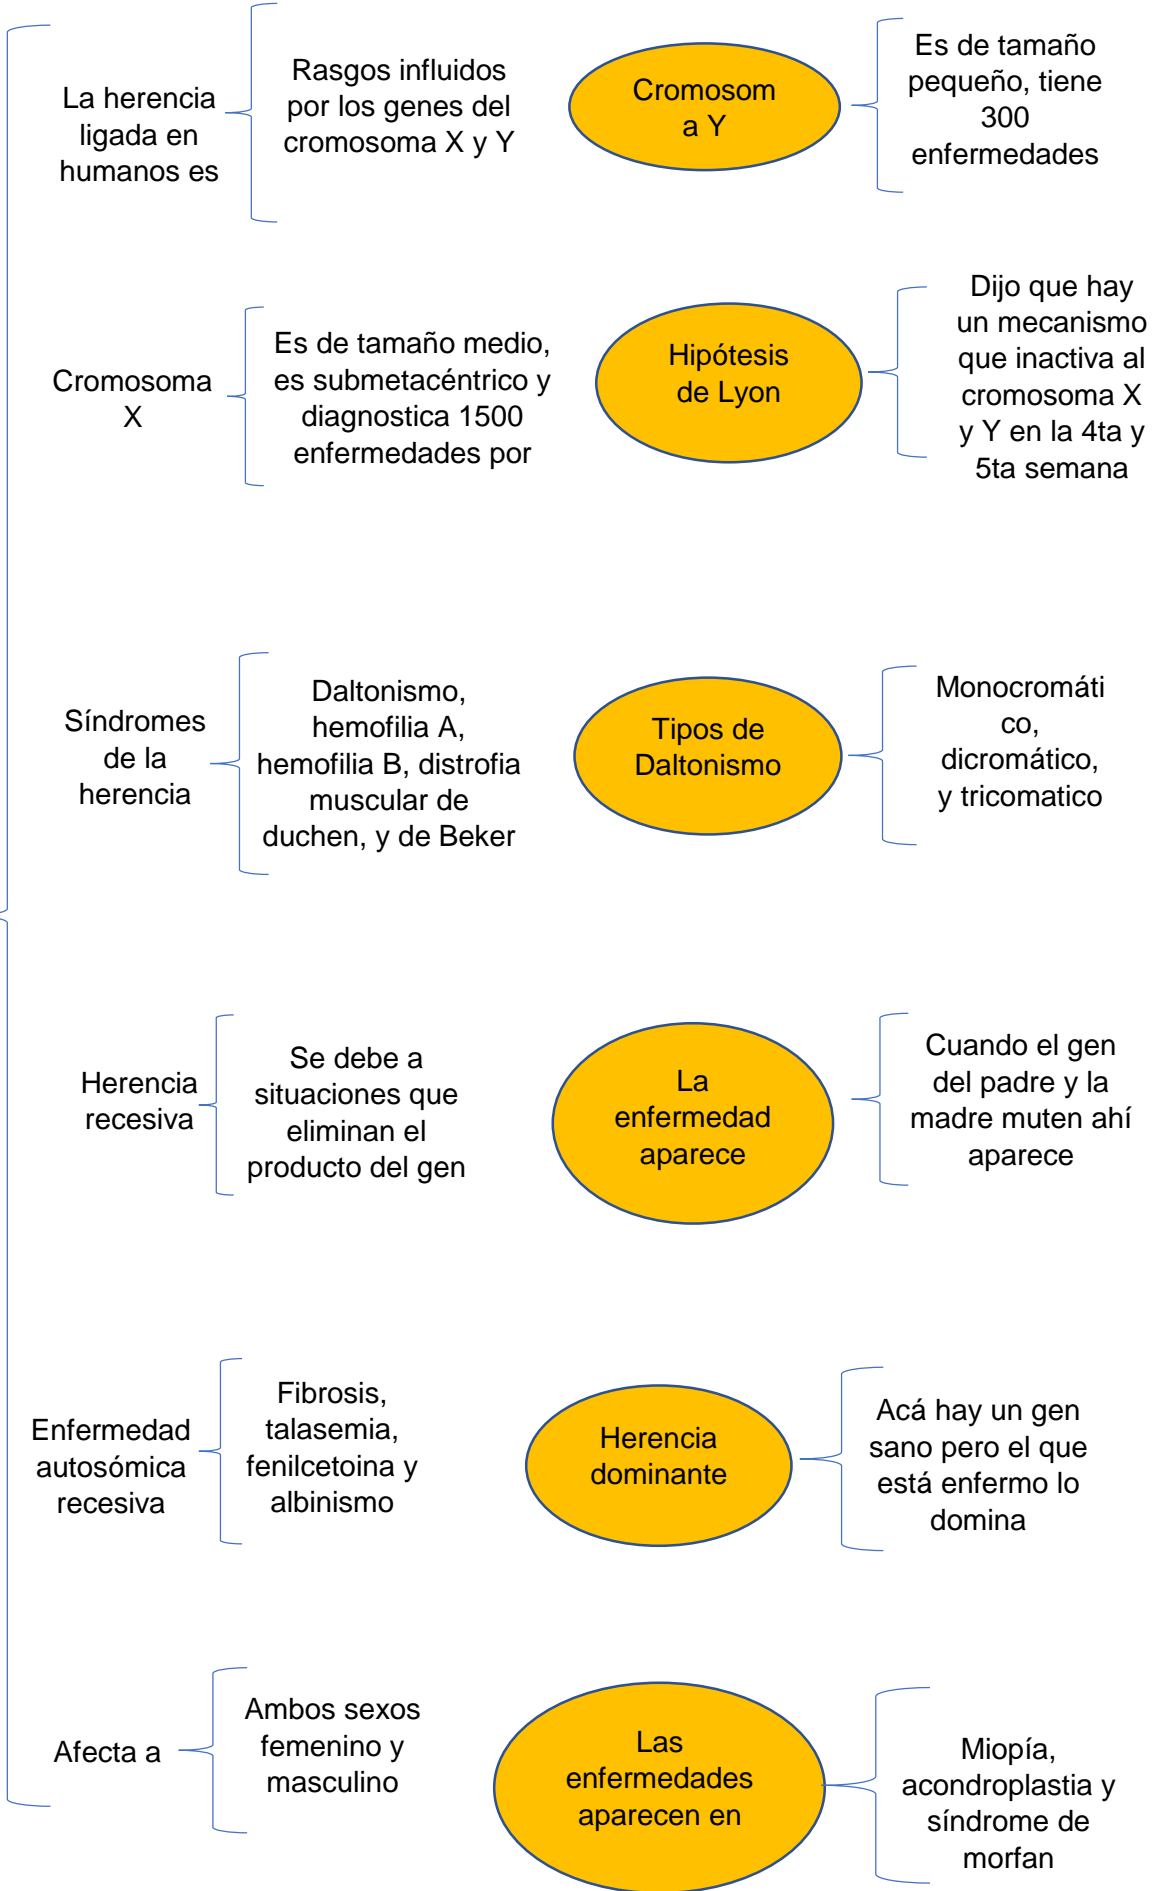 La herencia
ligada en
humanos es
Rasgos influidos
por los genes del
cromosoma X y Y
Cromosom
a Y
Es de tamaño
pequeño, tiene
300
enfermedades
Cromosoma
X
Es de tamaño medio,
es submetacéntrico y
diagnostica 1500
enfermedades por
Hipótesis
de Lyon
Dijo que hay
un mecanismo
que inactiva al
cromosoma X
y Y en la 4ta y
5ta semana
Síndromes
de la
herencia
Daltonismo,
hemofilia A,
hemofilia B, distrofia
muscular de
duchen, y de Beker
Tipos de
Daltonismo
Monocromáti
co,
dicromático,
y tricomatico
Herencia
recesiva
Se debe a
situaciones que
eliminan el
producto del gen
La
enfermedad
aparece
Cuando el gen
del padre y la
madre muten ahí
aparece
Enfermedad
autosómica
recesiva
Fibrosis,
talasemia,
fenilcetoina y
albinismo
Herencia
dominante
Acá hay un gen
sano pero el que
está enfermo lo
domina
Afecta a
Ambos sexos
femenino y
masculino
Las
enfermedades
aparecen en
Miopía,
acondroplastia y
síndrome de
morfan